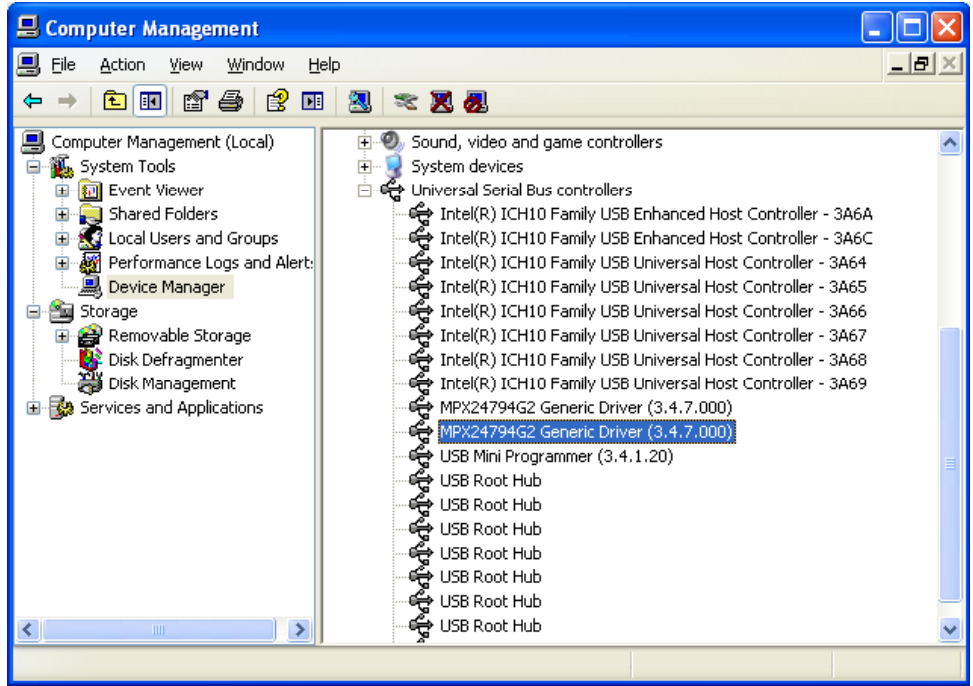 Computer Management
File Action View Window Help
Computer Management (Local)
System Tools
Event Viewer
Shared Folders
Local Users and Groups
Performance Logs and Alert:
Device Manager
Storage
Removable Storage
Disk Defragmenter
Disk Management
Services and Applications
Sound, video and game controllers
System devices
Universal Serial Bus controllers
Intel(R) ICH10 Family USB Enhanced Host Controller - 3A6A
Intel(R) ICH10 Family USB Enhanced Host Controller - 3A6C
Intel(R) ICH10 Family USB Universal Host Controller - 3A64
Intel(R) ICH10 Family USB Universal Host Controller - 3A65
Intel(R) ICH10 Family USB Universal Host Controller - 3A66
Intel(R) ICH10 Family USB Universal Host Controller - 3A67
Intel(R) ICH10 Family USB Universal Host Controller - 3A68
Intel(R) ICH10 Family USB Universal Host Controller - 3A69
MPX24794G2 Generic Driver (3.4.7.000)
MPX24794G2 Generic Driver (3.4.7.000)
USB Mini Programmer (3.4.1.20)
USB Root Hub
USB Root Hub
USB Root Hub
USB Root Hub
USB Root Hub
USB Root Hub
USB Root Hub